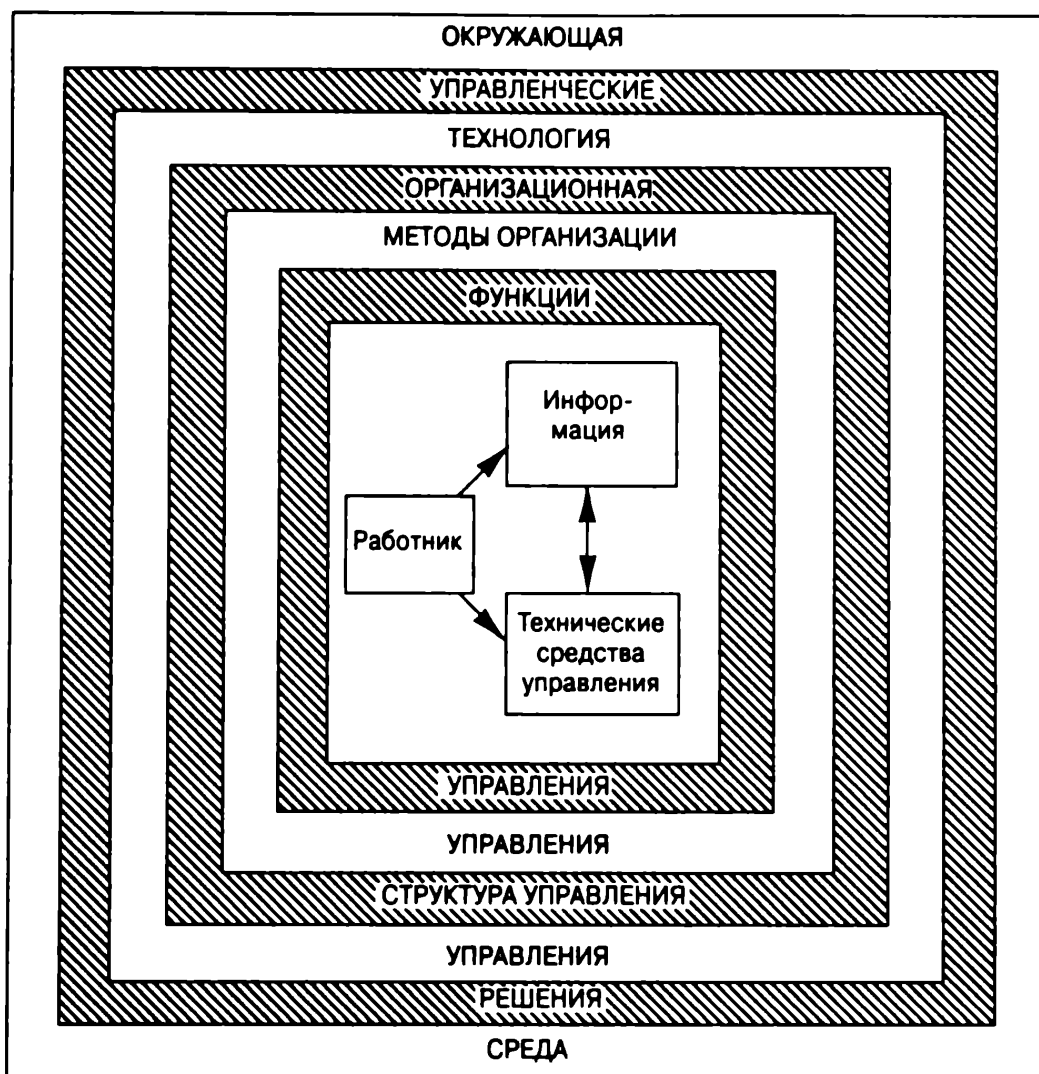 ОКРУЖАЮЩАЯ
УПРАВЛЕНЧЕСКИЕ
ТЕХНОЛОГИЯ
ОРГАНИЗАЦИОННАЯ
МЕТОДЫ ОРГАНИЗАЦИИ
ФУНКЦИИ
Инфор-
мация
Работник
Технические
средства
управления
УПРАВЛЕНИЯ
УПРАВЛЕНИЯ
СТРУКТУРА УПРАВЛЕНИЯ
УПРАВЛЕНИЯ
РЕШЕНИЯ
СРЕДА